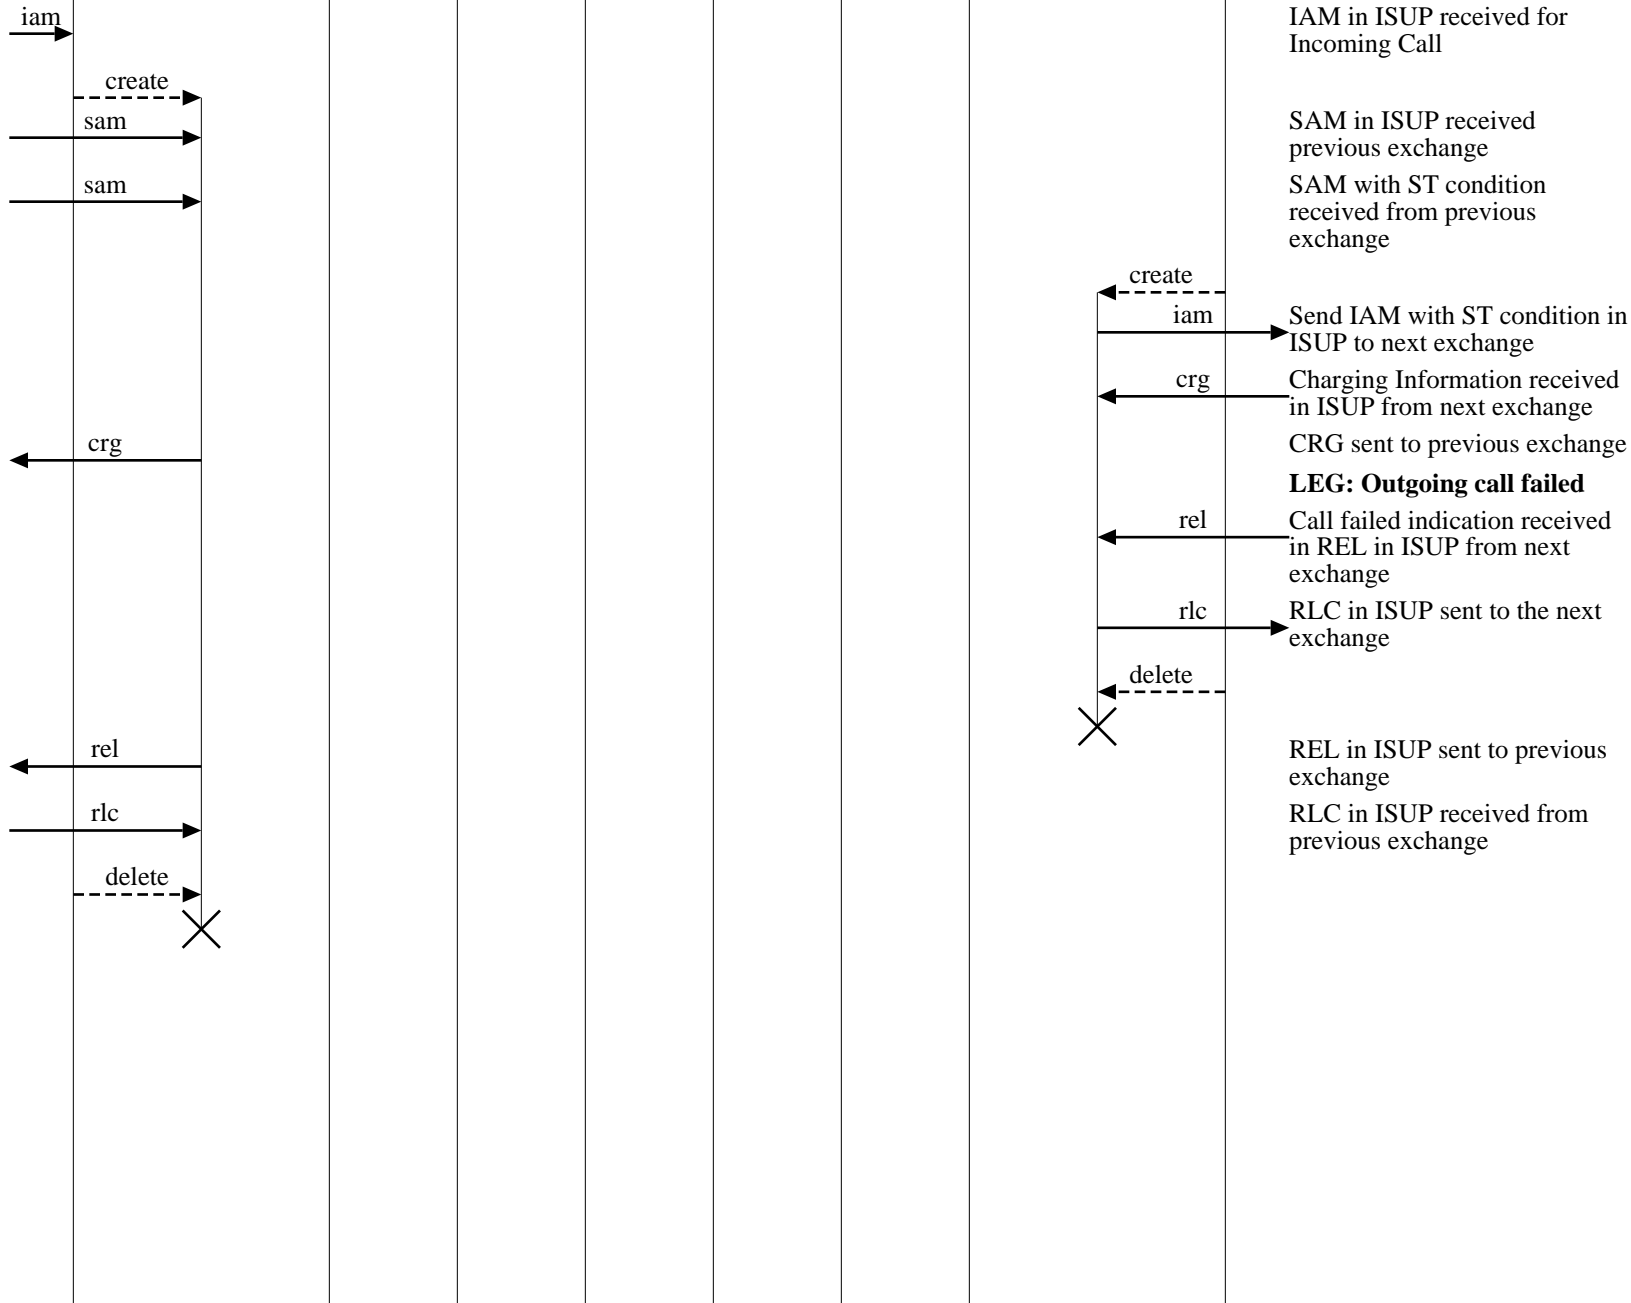 iam
IAM in ISUP received for
Incoming Call
create
sam
SAM in ISUP received
previous exchange
sam
SAM with ST condition
received from previous
exchange
create
iam
Send IAM with ST condition in
ISUP to next exchange
crg
Charging Information received
in ISUP from next exchange
crg
CRG sent to previous exchange
LEG: Outgoing call failed
rel
Call failed indication received
in REL in ISUP from next
exchange
rlc
RLC in ISUP sent to the next
exchange
delete
rel
REL in ISUP sent to previous
exchange
rlc
RLC in ISUP received from
previous exchange
delete